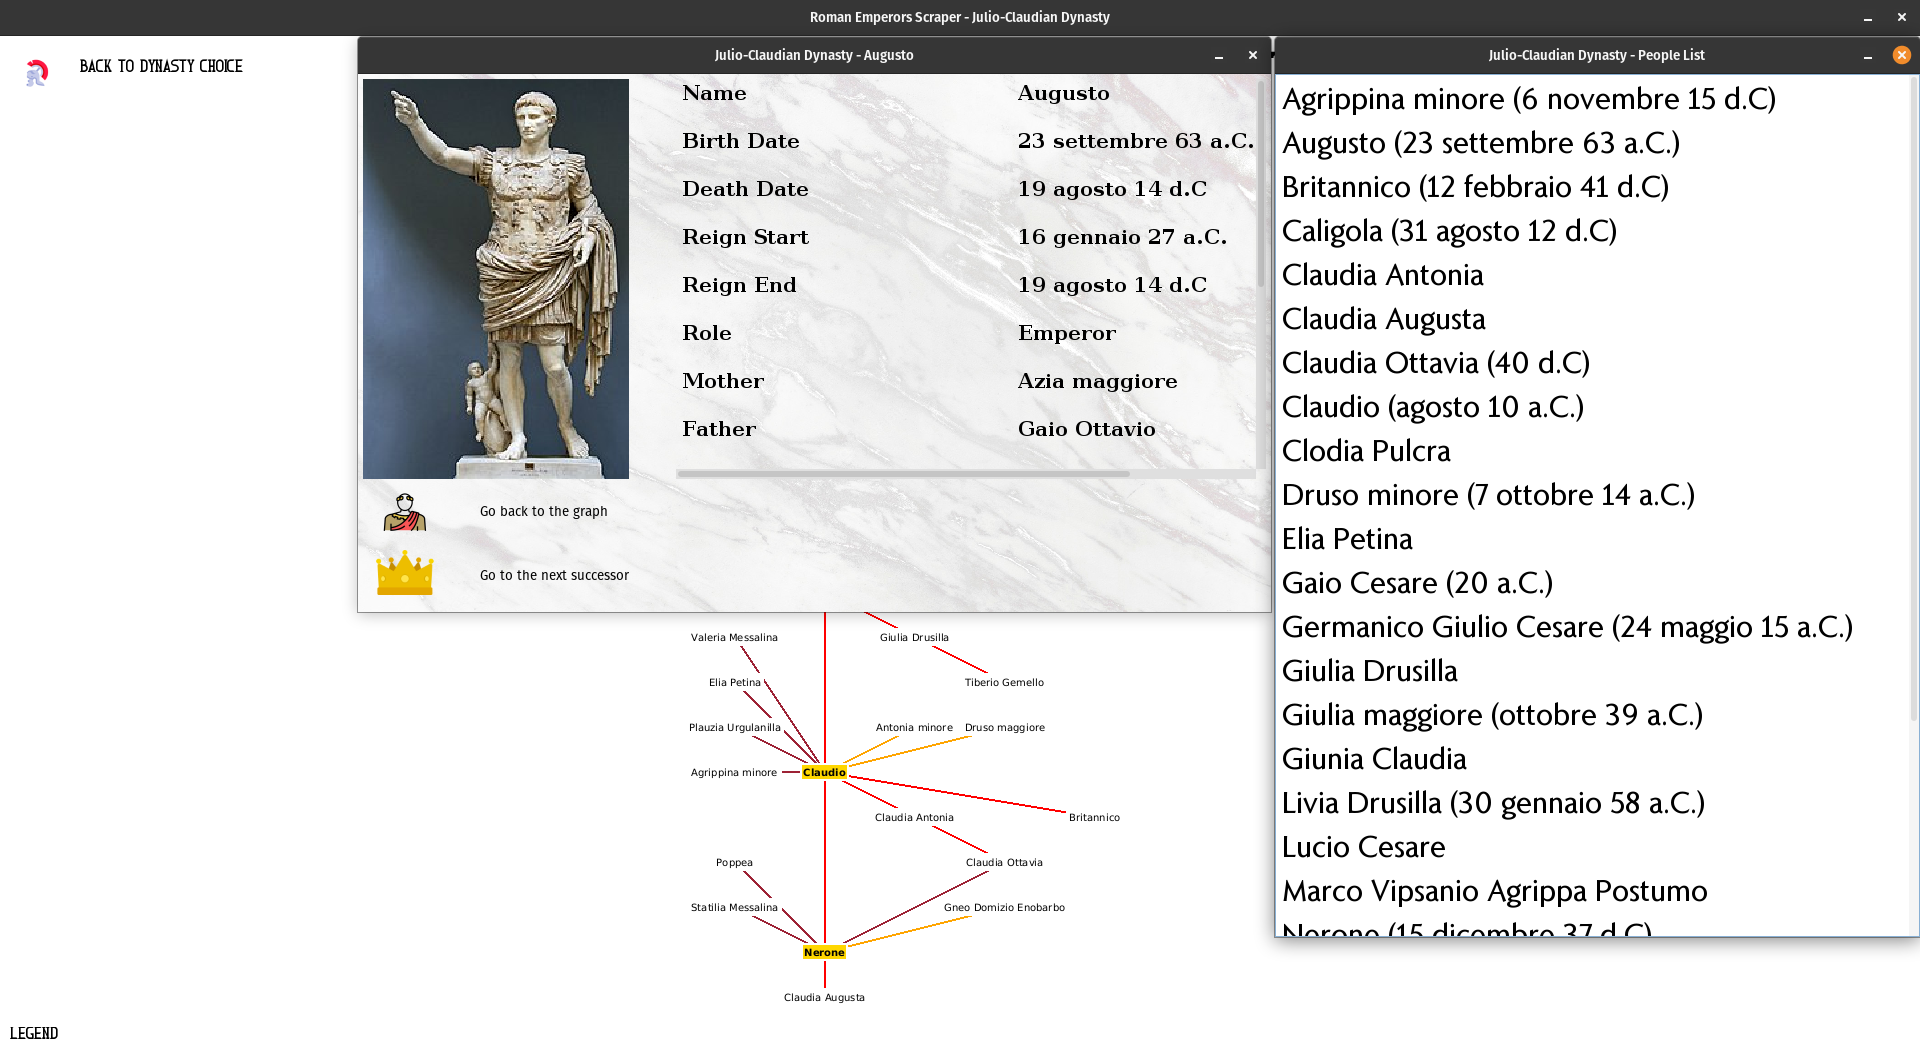 Roman Emperors Scraper - Julio-Claudian Dynasty
BACK TO DYNASTY CHOICE
Julio-Claudian Dynasty - Augusto
Name Augusto
Birth Date 23 settembre 63 a.C.
Death Date 19 agosto 14 d.C
Reign Start 16 gennaio 27 a.C.
Reign End 19 agosto 14 d.C
Role Emperor
Mother Azia maggiore
Father Gaio Ottavio
Go back to the graph
Go to the next successor
Julio-Claudian Dynasty - People List
Agrippina minore (6 novembre 15 d.C)
Augusto (23 settembre 63 a.C.)
Britannico (12 febbraio 41 d.C)
Caligola (31 agosto 12 d.C)
Claudia Antonia
Claudia Augusta
Claudia Ottavia (40 d.C)
Claudio (agosto 10 a.C.)
Clodia Pulcra
Druso minore (7 ottobre 14 a.C.)
Elia Petina
Gaio Cesare (20 a.C.)
Germanico Giulio Cesare (24 maggio 15 a.C.)
Giulia Drusilla
Giulia maggiore (ottobre 39 a.C.)
Giunia Claudia
Livia Drusilla (30 gennaio 58 a.C.)
Lucio Cesare
Marco Vipsanio Agrippa Postumo
Nerone (15 dicembre 37 d.C)
Valeria Messalina Giulia Drusilla
Elia Petina Tiberio Gemello
Plauzia Urgulanilla Antonia minore Druso maggiore
Agrippina minore Claudio
Claudia Antonia Britannico
Poppea Claudia Ottavia
Statilia Messalina Gneo Domizio Enobarbo
Nerone
Claudia Augusta
LEGEND